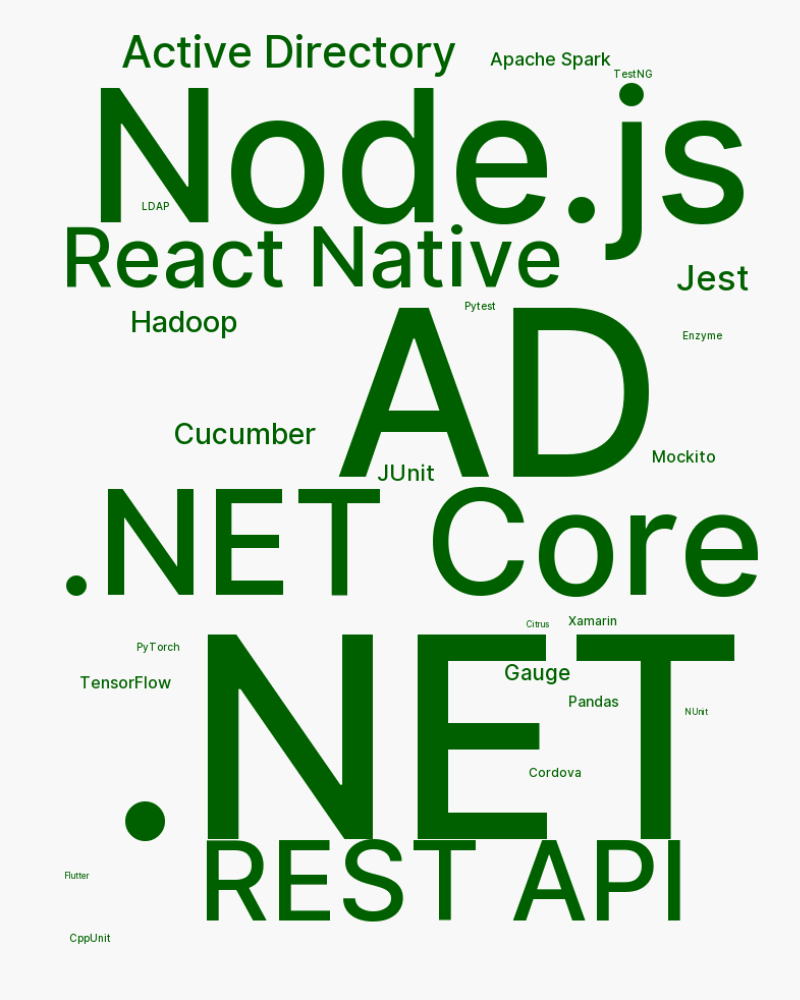 Active Directory
Apache Spark
TestNG
Node.js
LDAP
React Native
Jest
Pytest
Hadoop
Enzyme
AD
Cucumber
Mockito
JUnit
.NET Core
Citrus
Xamarin
PyTorch
.NET
Gauge
TensorFlow
Pandas
NUnit
Cordova
REST API
Flutter
CppUnit